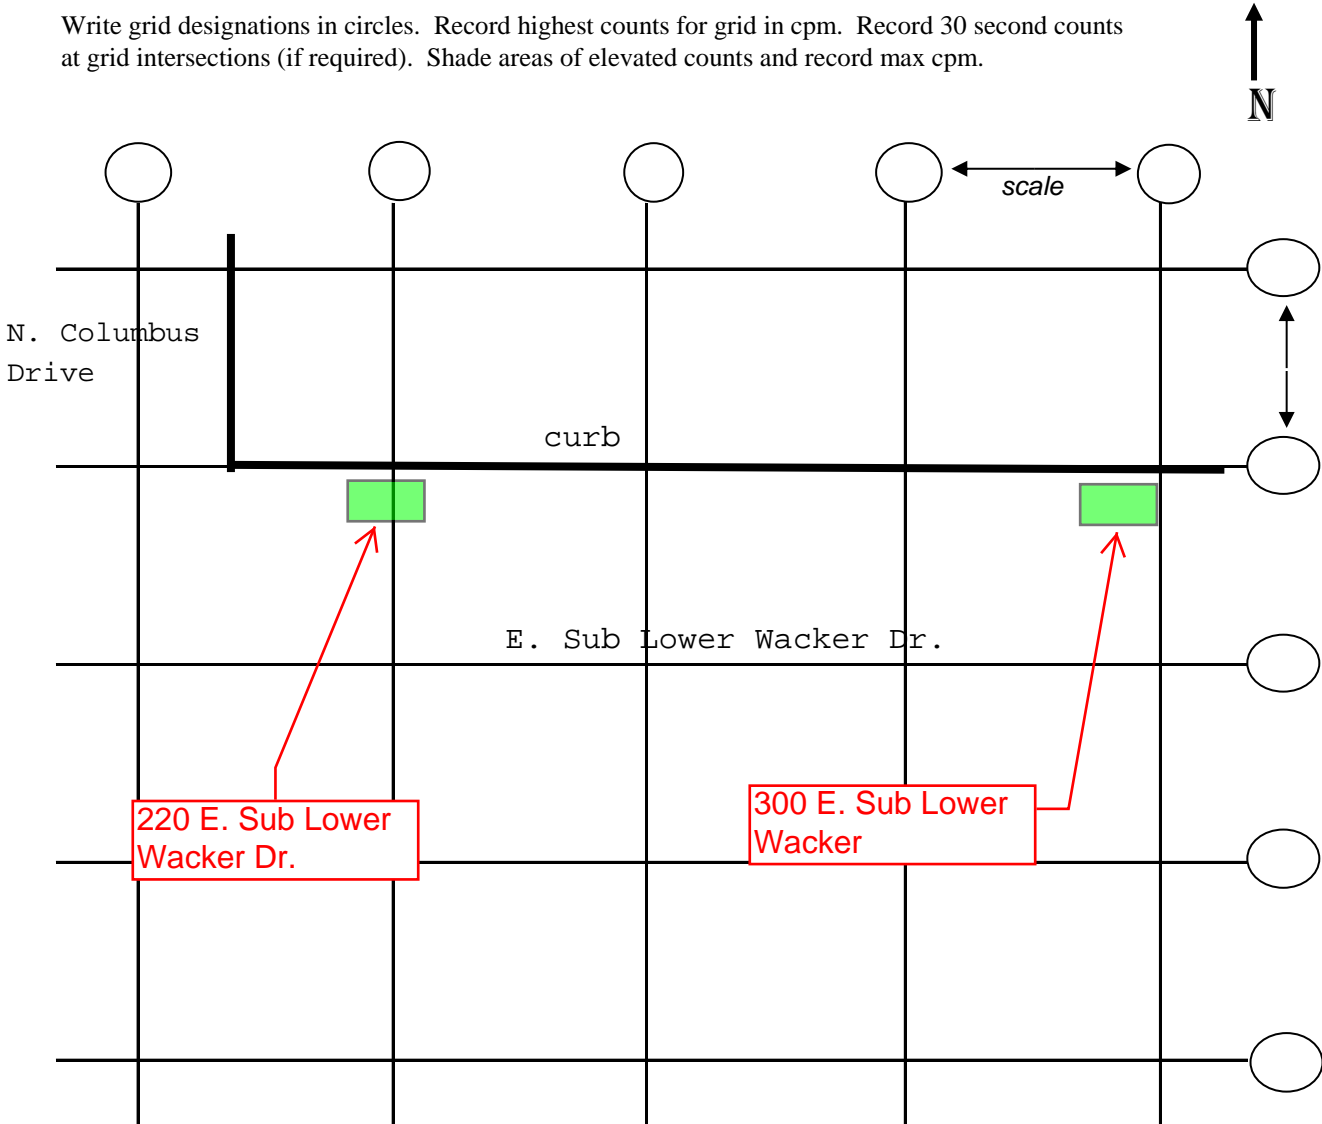 Write grid designations in circles.  Record highest counts for grid in cpm.  Record 30 second counts
at grid intersections (if required).  Shade areas of elevated counts and record max cpm.
N
scale
N. Columbus
Drive
curb
E. Sub Lower Wacker Dr.
220 E. Sub Lower
Wacker Dr.
300 E. Sub Lower
Wacker